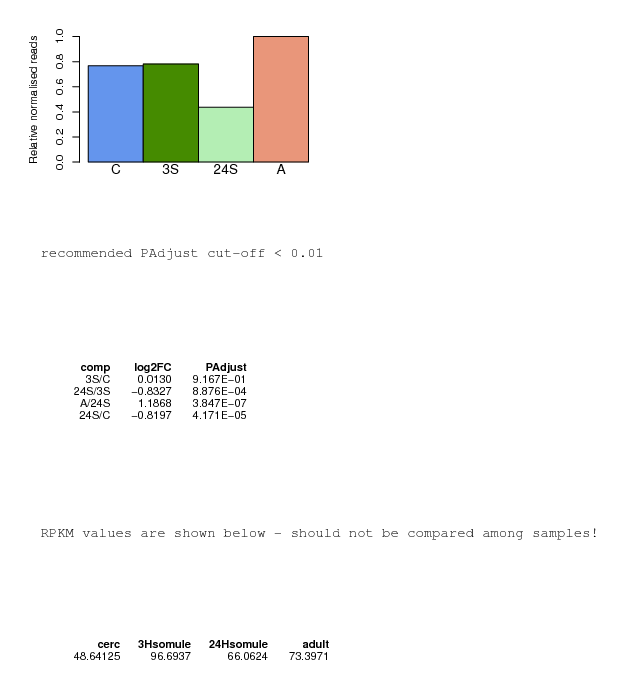 Relative normalised reads
1.0
0.8
0.6
0.4
0.2
0.0
C 3S 24S A
recommended PAdjust cut-off < 0.01
comp log2FC PAdjust
3S/C 0.0130 9.167E−01
24S/3S −0.8327 8.876E−04
A/24S 1.1868 3.847E−07
24S/C −0.8197 4.171E−05
RPKM values are shown below - should not be compared among samples!
cerc 3Hsomule 24Hsomule adult
48.64125 96.6937 66.0624 73.3971